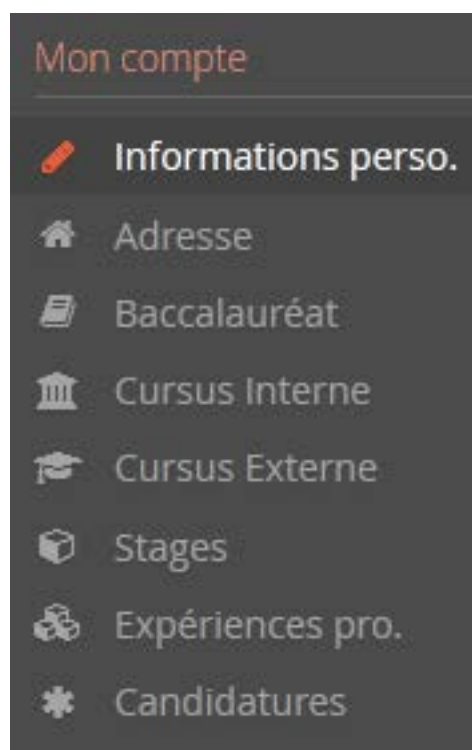 Mon compte
Informations perso.
Adresse
Baccalauréat
Cursus Interne
Cursus Externe
Stages
Expériences pro.
Candidatures